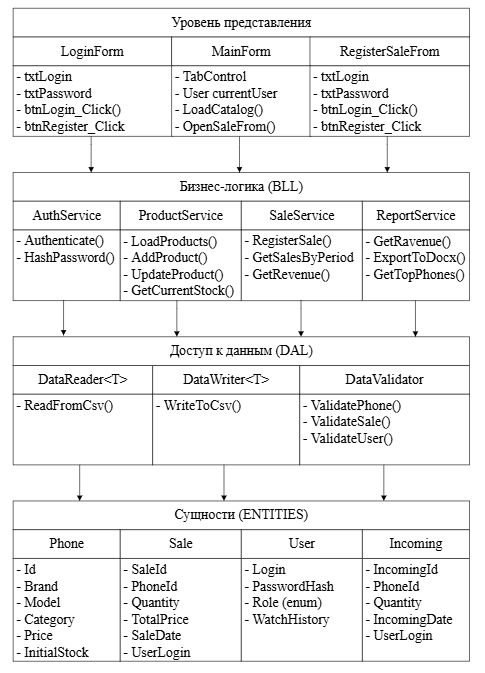 Уровень представления
LoginForm MainForm RegisterSaleFrom
- txtLogin - TabControl - txtLogin
- txtPassword - User currentUser - txtPassword
- btnLogin_Click() - LoadCatalog() - btnLogin_Click()
- btnRegister_Click - OpenSaleFrom() - btnRegister_Click
Бизнес-логика (BLL)
AuthService ProductService SaleService ReportService
- Authenticate() - LoadProducts() - RegisterSale() - GetRavenue()
- HashPassword() - AddProduct() - GetSalesByPeriod - ExportToDocx()
- UpdateProduct() - GetRevenue() - GetTopPhones()
- GetCurrentStock()
Доступ к данным (DAL)
DataReader<T> DataWriter<T> DataValidator
- ReadFromCsv() - WriteToCsv() - ValidatePhone()
- ValidateSale()
- ValidateUser()
Сущности (ENTITIES)
Phone Sale User Incoming
- Id - SaleId - Login - IncomingId
- Brand - PhoneId - PasswordHash - PhoneId
- Model - Quantity - Role (enum) - Quantity
- Category - TotalPrice - WatchHistory - IncomingDate
- Price - SaleDate - UserLogin
- InitialStock - UserLogin